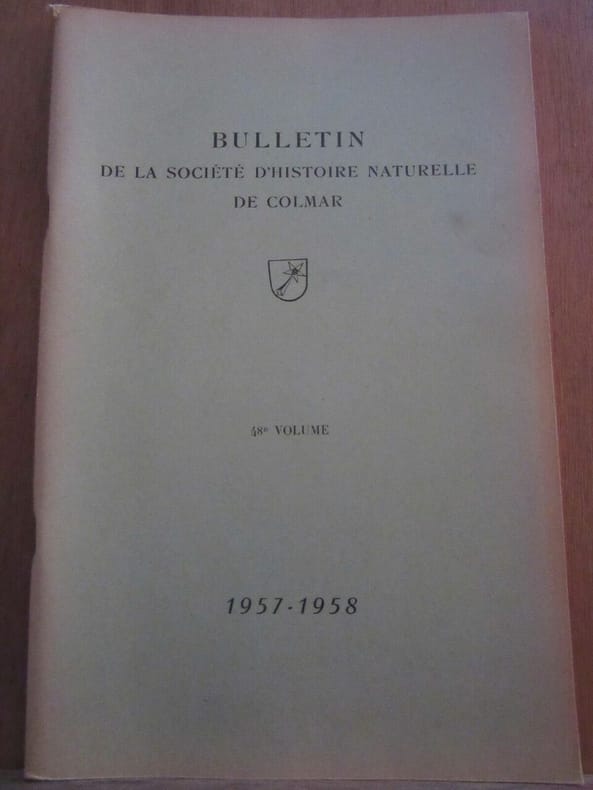 BULLETIN
DE LA SOCIÉTÉ D'HISTOIRE NATURELLE
DE COLMAR
48e VOLUME
1957-1958